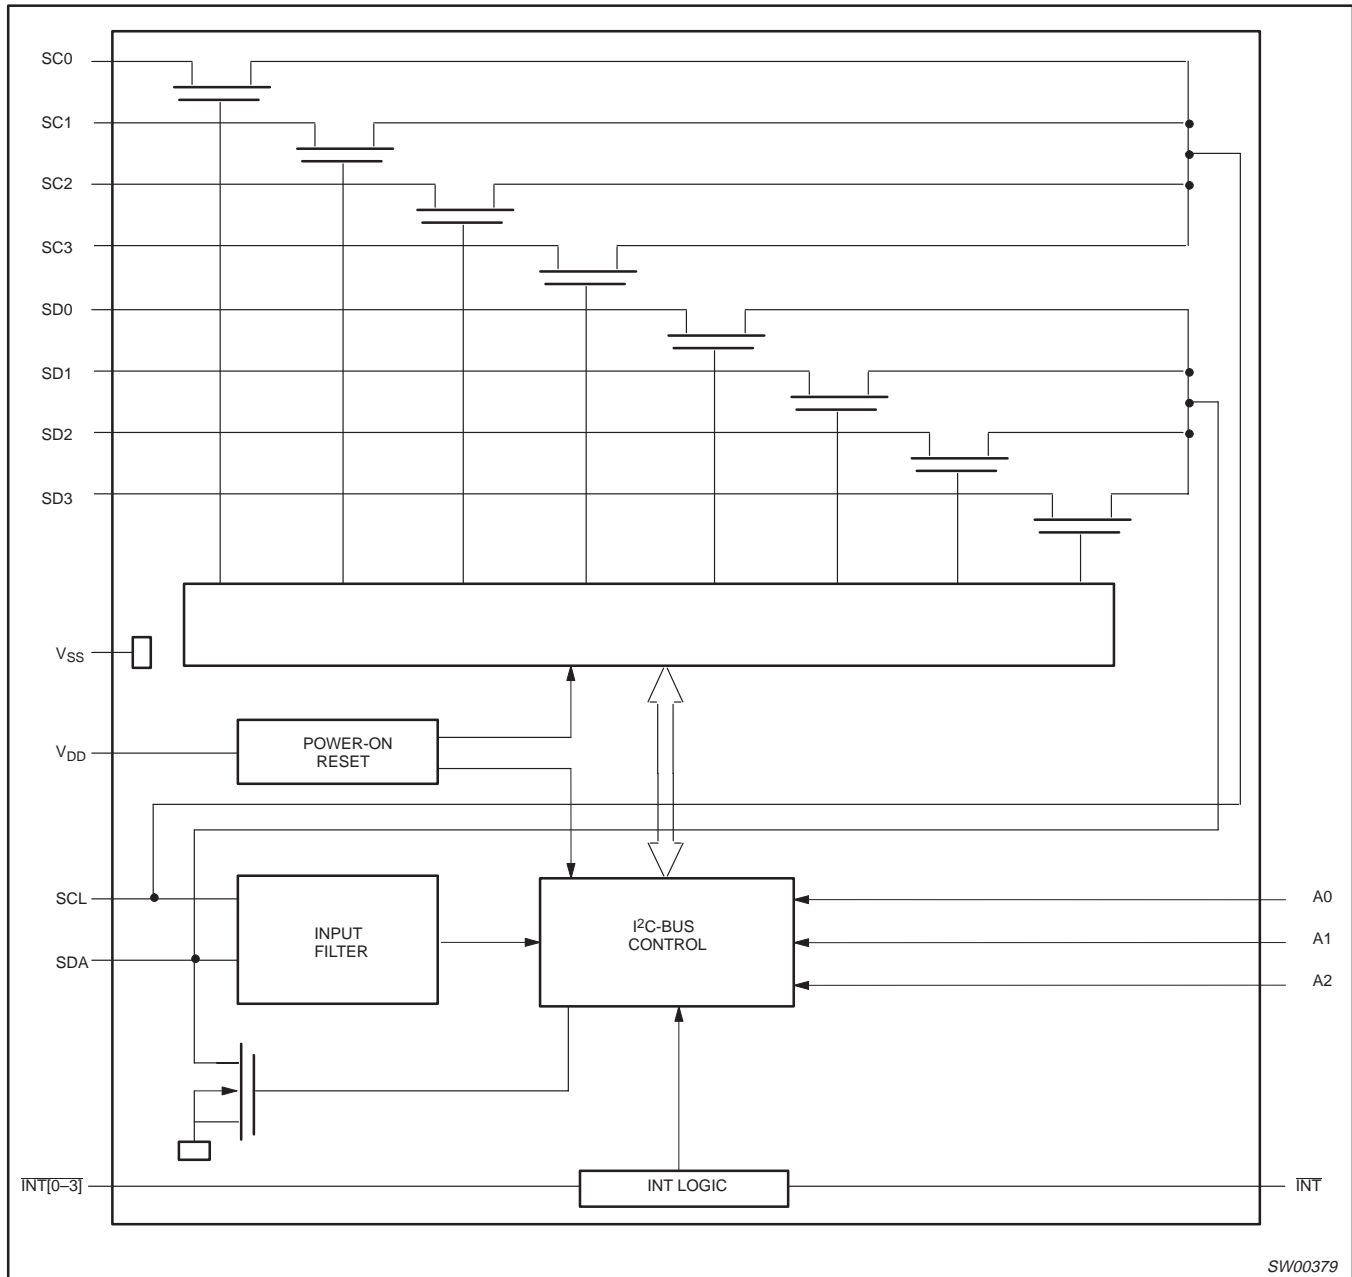 SC0
SC1
SC2
SC3
SD0
SD1
SD2
SD3
VSS
VDD
POWER-ON
RESET
SCL
SDA
INPUT
FILTER
I²C-BUS
CONTROL
A0
A1
A2
INT[0–3]
INT LOGIC
INT
SW00379